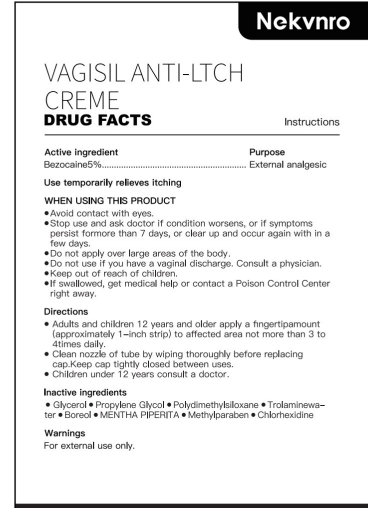 Nekvnro
VAGISIL ANTI-LTCH
CREME
DRUG FACTS
Instructions
Active ingredient Purpose
Bezocaine5%................................................ External analgesic
Use temporarily relieves itching
WHEN USING THIS PRODUCT
●Avoid contact with eyes.
●Stop use and ask doctor if condition worsens, or if symptoms
persist formore than 7 days, or clear up and occur again with in a
few days.
●Do not apply over large areas of the body.
●Do not use if you have a vaginal discharge. Consult a physician.
●Keep out of reach of children.
●If swallowed, get medical help or contact a Poison Control Center
right away.
Directions
● Adults and children 12 years and older apply a fingertipamount
(approximately 1-inch strip) to affected area not more than 3 to
4times daily.
● Clean nozzle of tube by wiping thoroughly before replacing
cap.Keep cap tightly closed between uses.
● Children under 12 years consult a doctor.
Inactive ingredients
● Glycerol ● Propylene Glycol ● Polydimethylsiloxane ● Trolaminewa-
ter ● Boreol ● MENTHA PIPERITA ● Methylparaben ● Chlorhexidine
Warnings
For external use only.